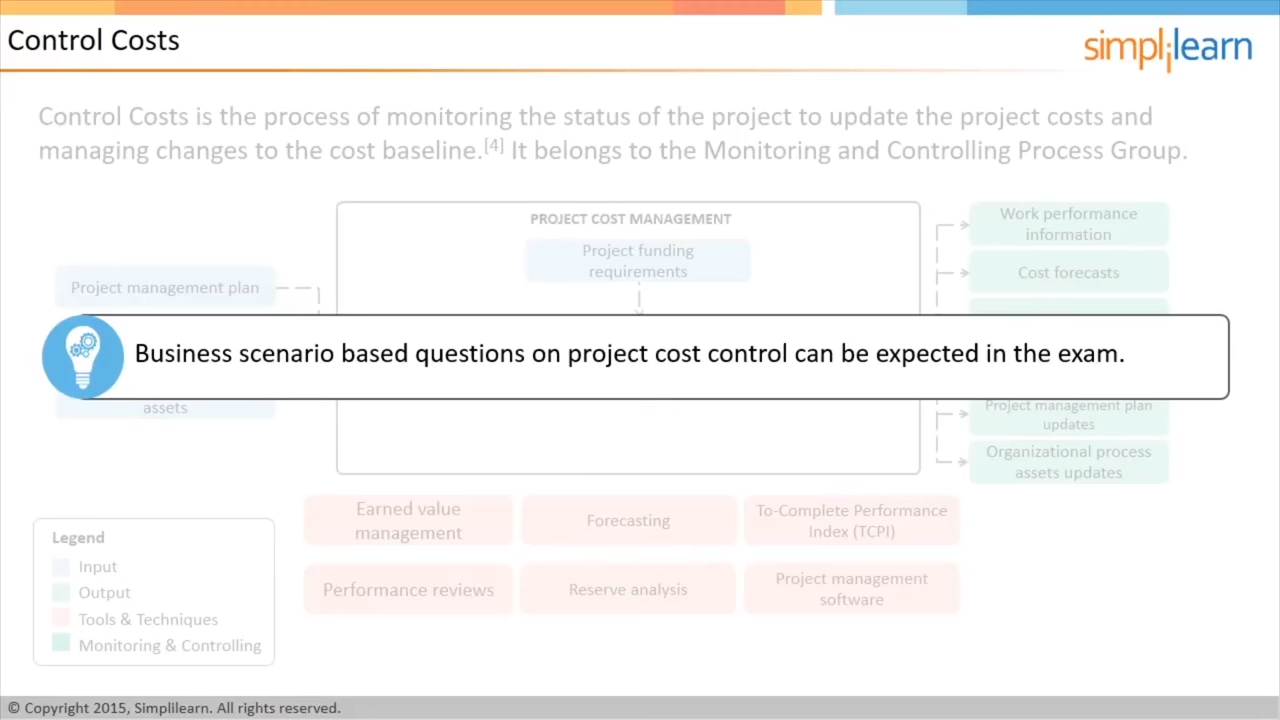 Control Costs
simplilearn
Control Costs is the process of monitoring the status of the project to update the project costs and
managing changes to the cost baseline.[4] It belongs to the Monitoring and Controlling Process Group.
PROJECT COST MANAGEMENT
Project funding
requirements
Project management plan
Work performance
information
Cost forecasts
Business scenario based questions on project cost control can be expected in the exam.
assets
Project management plan
updates
Organizational process
assets updates
Earned value
management
Forecasting
To-Complete Performance
Index (TCPI)
Performance reviews
Reserve analysis
Project management
software
Legend
Input
Output
Tools & Techniques
Monitoring & Controlling
© Copyright 2015, Simplilearn. All rights reserved.